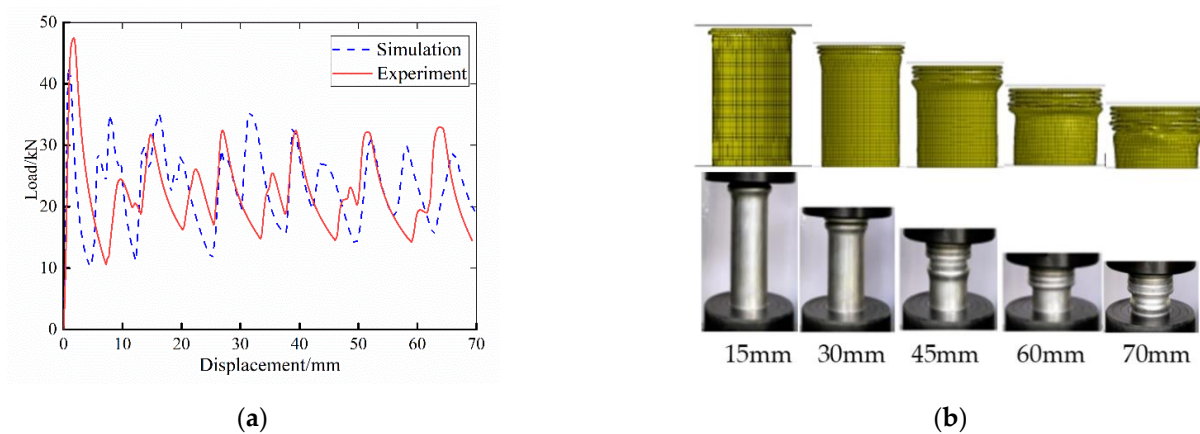 50
40
30
20
10
0
Load/kN
Simulation
Experiment
0 10 20 30 40 50 60 70
Displacement/mm
(a)
15mm 30mm 45mm 60mm 70mm
(b)